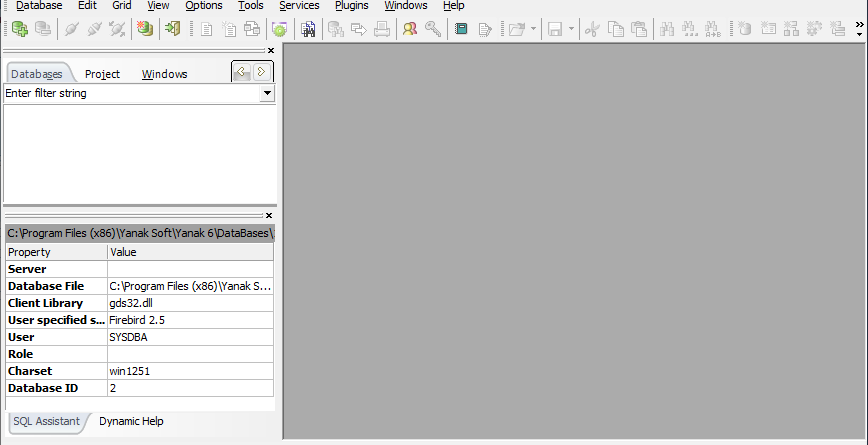 Database Edit Grid View Options Tools Services Plugins Windows Help
Databases Project Windows
Enter filter string
C:\Program Files (x86)\Yanak Soft\Yanak 6\DataBases\
Property Value
Server
Database File C:\Program Files (x86)\Yanak S...
Client Library gds32.dll
User specified s... Firebird 2.5
User SYSDBA
Role
Charset win1251
Database ID 2
SQL Assistant Dynamic Help